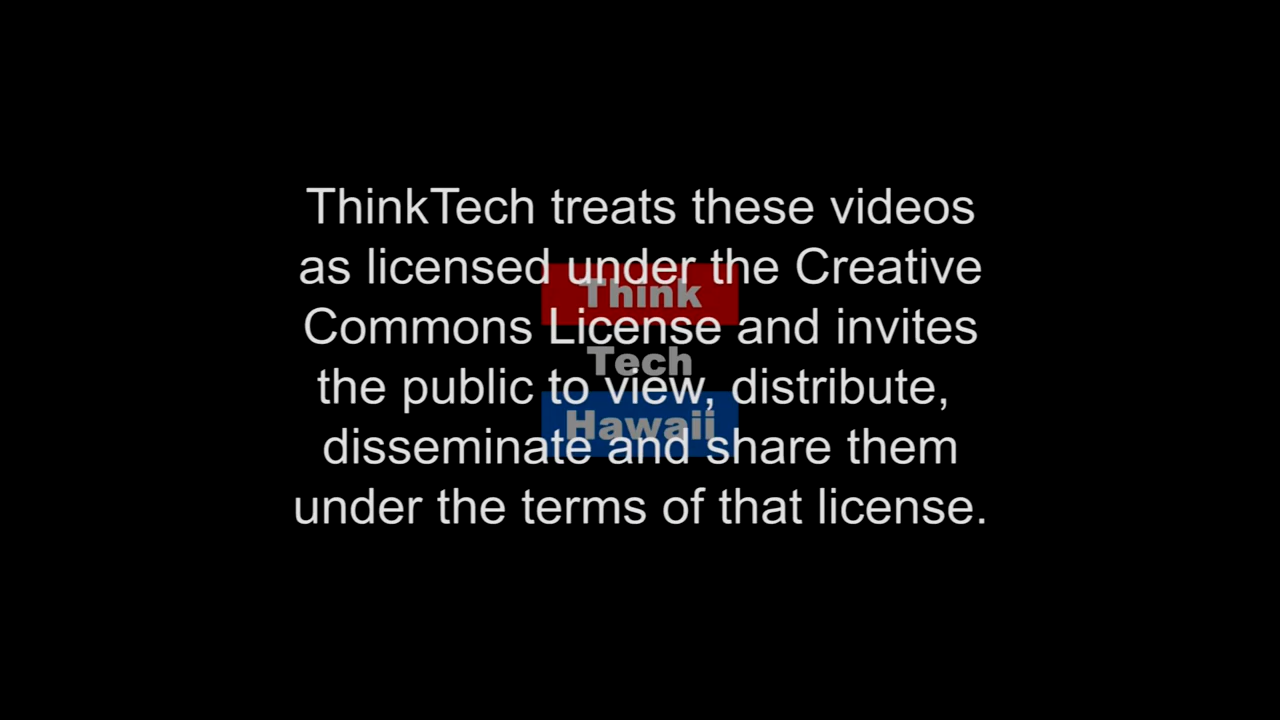 ThinkTech treats these videos
as licensed under the Creative
Think
Commons License and invites
Tech
the public to view, distribute,
Hawaii
disseminate and share them
under the terms of that license.